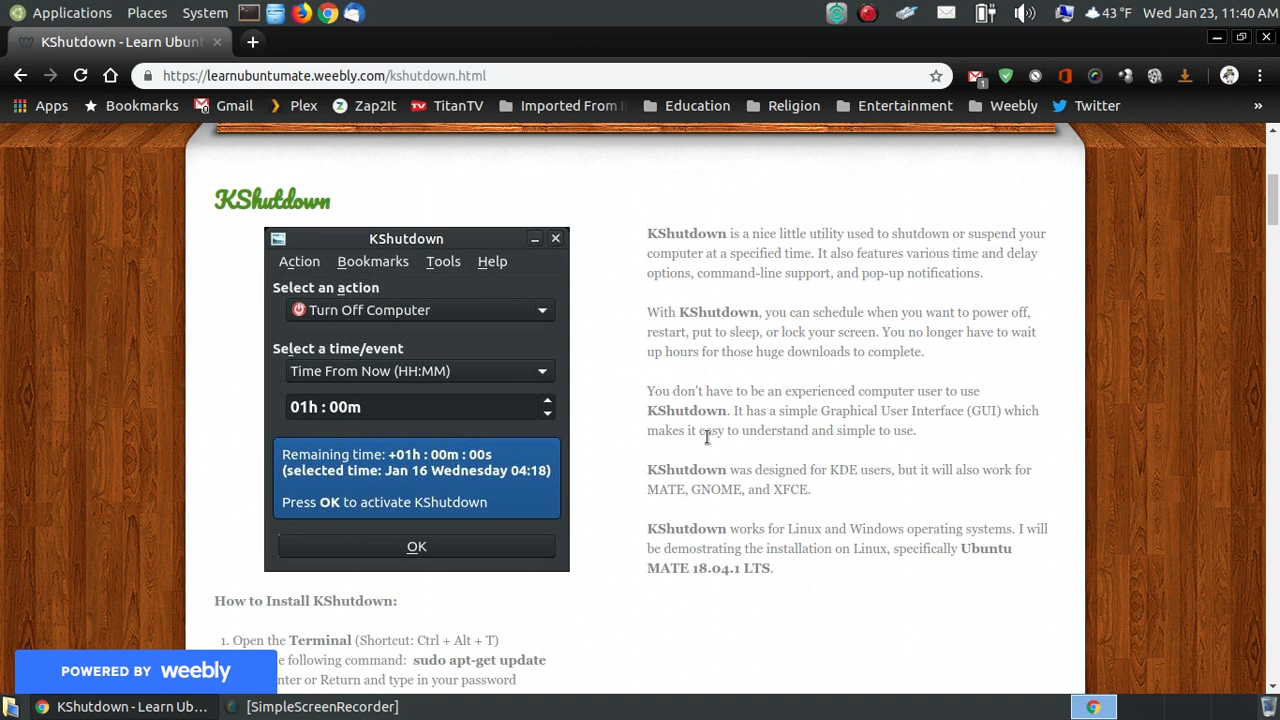 Applications Places System 43 °F Wed Jan 23, 11:40 AM
KShutdown - Learn Ubunt
https://learnubuntumate.weebly.com/kshutdown.html
1
Apps Bookmarks Gmail Plex Zap2It TitanTV Imported From I Education Religion Entertainment Weebly Twitter »
KShutdown
KShutdown
Action Bookmarks Tools Help
Select an action
Turn Off Computer
Select a time/event
Time From Now (HH:MM)
01h : 00m
Remaining time: +01h : 00m : 00s
(selected time: Jan 16 Wednesday 04:18)
Press OK to activate KShutdown
OK
KShutdown is a nice little utility used to shutdown or suspend your
computer at a specified time. It also features various time and delay
options, command-line support, and pop-up notifications.
With KShutdown, you can schedule when you want to power off,
restart, put to sleep, or lock your screen. You no longer have to wait
up hours for those huge downloads to complete.
You don't have to be an experienced computer user to use
KShutdown. It has a simple Graphical User Interface (GUI) which
makes it easy to understand and simple to use.
KShutdown was designed for KDE users, but it will also work for
MATE, GNOME, and XFCE.
KShutdown works for Linux and Windows operating systems. I will
be demostrating the installation on Linux, specifically Ubuntu
MATE 18.04.1 LTS.
How to Install KShutdown:
1. Open the Terminal (Shortcut: Ctrl + Alt + T)
e following command: sudo apt-get update
nter or Return and type in your password
POWERED BY weebly
KShutdown - Learn Ub... [SimpleScreenRecorder]